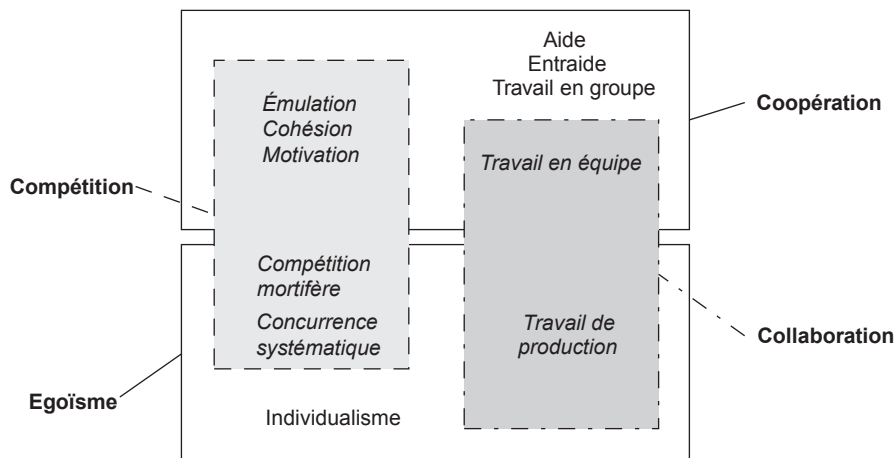 Aide
Entraide
Travail en groupe
Émulation
Cohésion
Motivation
Coopération
Travail en équipe
Compétition
Compétition
mortifère
Concurrence
systématique
Travail de
production
Collaboration
Egoïsme
Individualisme